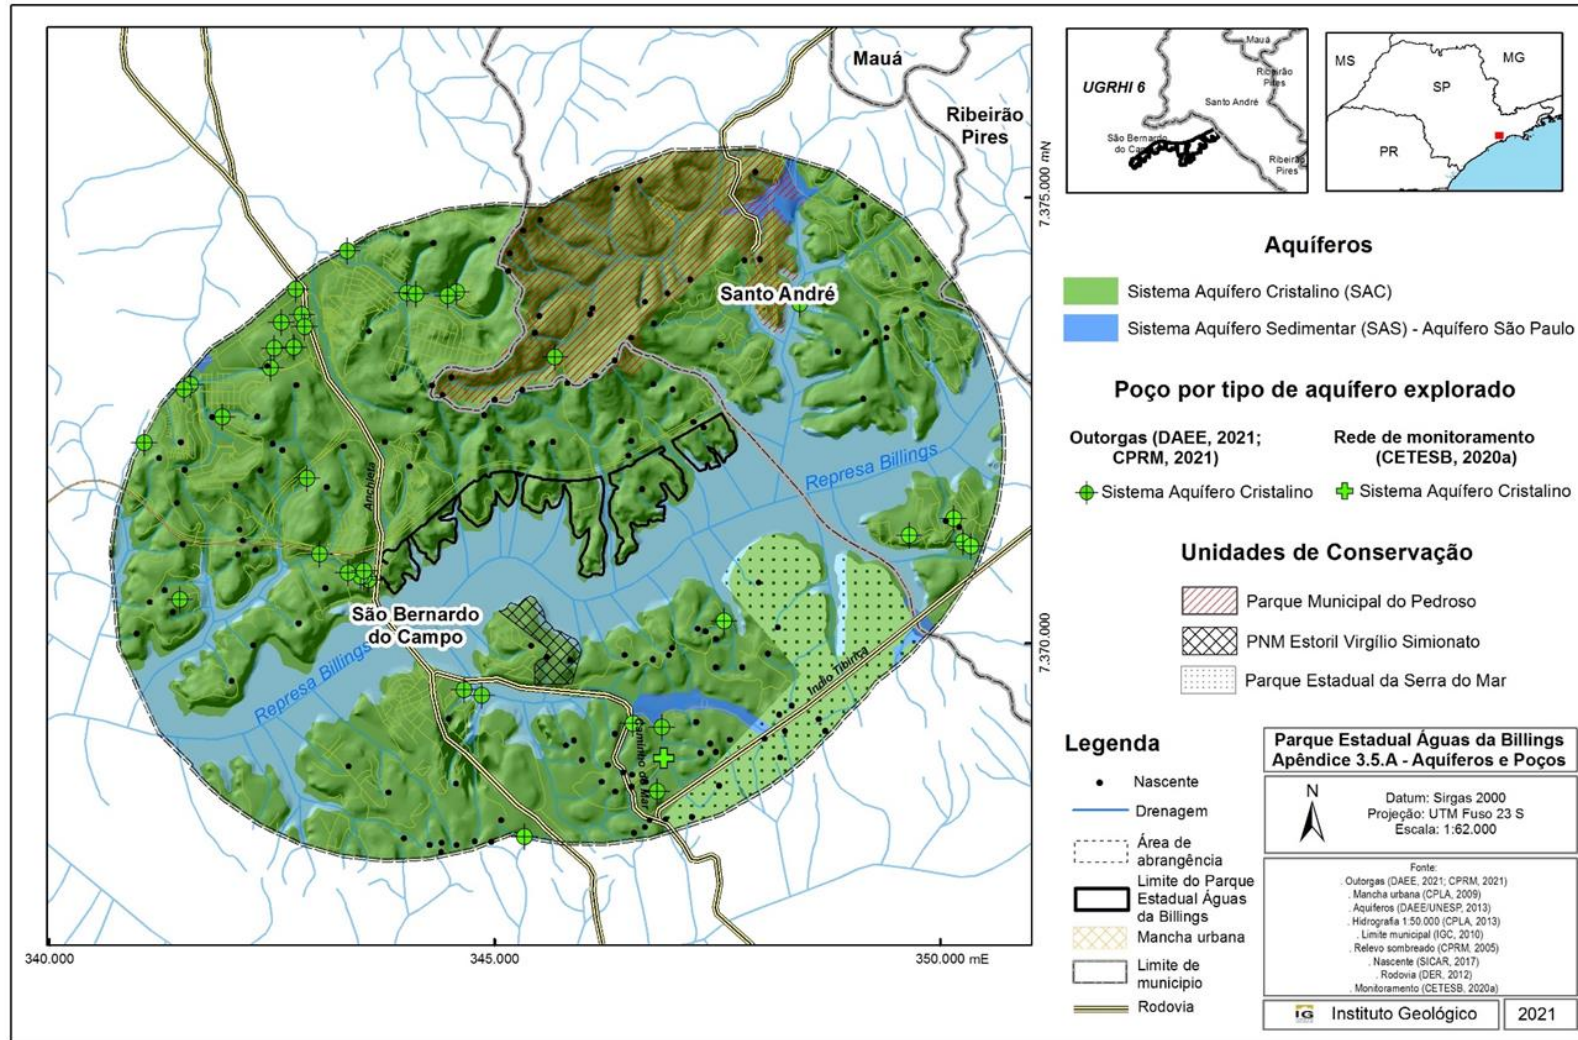 Mauá
Ribeirão
Pires
Santo André
Represa Billings
Anchieta
São Bernardo
do Campo
Represa Billings
Índio Tibiriçá
Caminho do Mar
7.375.000 mN
7.370.000
340.000
345.000
350.000 mE
UGRHI 6
Mauá
Ribeirão
Pires
Santo André
São Bernardo
Ribeirão
Pires
MS
MG
SP
PR
Aquíferos
Sistema Aquífero Cristalino (SAC)
Sistema Aquífero Sedimentar (SAS) - Aquífero São Paulo
Poço por tipo de aquífero explorado
Outorgas (DAEE, 2021;
CPRM, 2021)
Sistema Aquífero Cristalino
Rede de monitoramento
(CETESB, 2020a)
Sistema Aquífero Cristalino
Unidades de Conservação
Parque Municipal do Pedroso
PNM Estoril Virgílio Simionato
Parque Estadual da Serra do Mar
Legenda
Nascente
Drenagem
Área de
abrangência
Limite do Parque
Estadual Águas
da Billings
Mancha urbana
Limite de
municipio
Rodovia
Parque Estadual Águas da Billings
Apêndice 3.5.A - Aquíferos e Poços
N
Datum: Sirgas 2000
Projeção: UTM Fuso 23 S
Escala: 1:62.000
Fonte:
. Outorgas (DAEE, 2021; CPRM, 2021)
. Mancha urbana (CPLA, 2009)
. Aquíferos (DAEE/UNESP, 2013)
. Hidrografia 1:50.000 (CPLA, 2013)
. Limite municipal (IGC, 2010)
. Relevo sombreado (CPRM, 2005)
. Nascente (SICAR, 2017)
. Rodovia (DER, 2012)
. Monitoramento (CETESB, 2020a)
IG
Instituto Geológico
2021